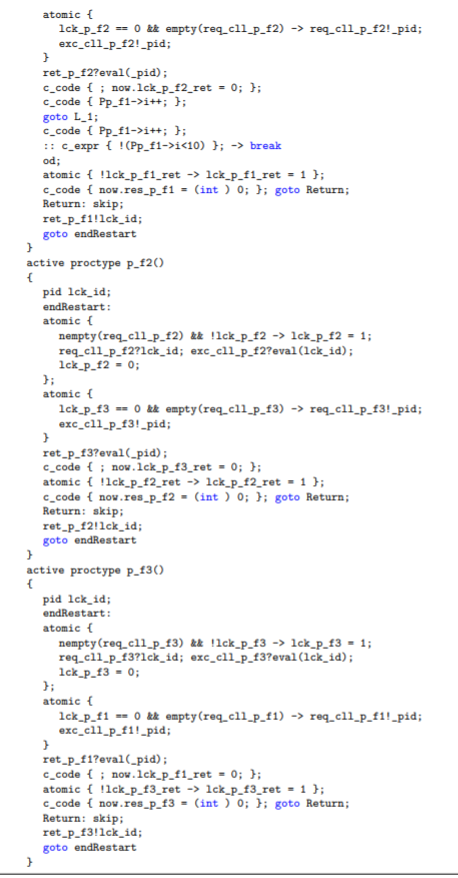 atomic {
lck_p_f2 == 0 && empty(req_cll_p_f2) -> req_cll_p_f2!_pid;
exc_cll_p_f2!_pid;
}
ret_p_f2?eval(_pid);
c_code { ; now.lck_p_f2_ret = 0; };
c_code { Pp_f1->i++; };
goto L_1;
c_code { Pp_f1->i++; };
:: c_expr { !(Pp_f1->i<10) }; -> break
od;
atomic { !lck_p_f1_ret -> lck_p_f1_ret = 1 };
c_code { now.res_p_f1 = (int ) 0; }; goto Return;
Return: skip;
ret_p_f1!lck_id;
goto endRestart
}
active proctype p_f2()
{
pid lck_id;
endRestart:
atomic {
nempty(req_cll_p_f2) && !lck_p_f2 -> lck_p_f2 = 1;
req_cll_p_f2?lck_id; exc_cll_p_f2?eval(lck_id);
lck_p_f2 = 0;
};
atomic {
lck_p_f3 == 0 && empty(req_cll_p_f3) -> req_cll_p_f3!_pid;
exc_cll_p_f3!_pid;
}
ret_p_f3?eval(_pid);
c_code { ; now.lck_p_f3_ret = 0; };
atomic { !lck_p_f2_ret -> lck_p_f2_ret = 1 };
c_code { now.res_p_f2 = (int ) 0; }; goto Return;
Return: skip;
ret_p_f2!lck_id;
goto endRestart
}
active proctype p_f3()
{
pid lck_id;
endRestart:
atomic {
nempty(req_cll_p_f3) && !lck_p_f3 -> lck_p_f3 = 1;
req_cll_p_f3?lck_id; exc_cll_p_f3?eval(lck_id);
lck_p_f3 = 0;
};
atomic {
lck_p_f1 == 0 && empty(req_cll_p_f1) -> req_cll_p_f1!_pid;
exc_cll_p_f1!_pid;
}
ret_p_f1?eval(_pid);
c_code { ; now.lck_p_f1_ret = 0; };
atomic { !lck_p_f3_ret -> lck_p_f3_ret = 1 };
c_code { now.res_p_f3 = (int ) 0; }; goto Return;
Return: skip;
ret_p_f3!lck_id;
goto endRestart
}